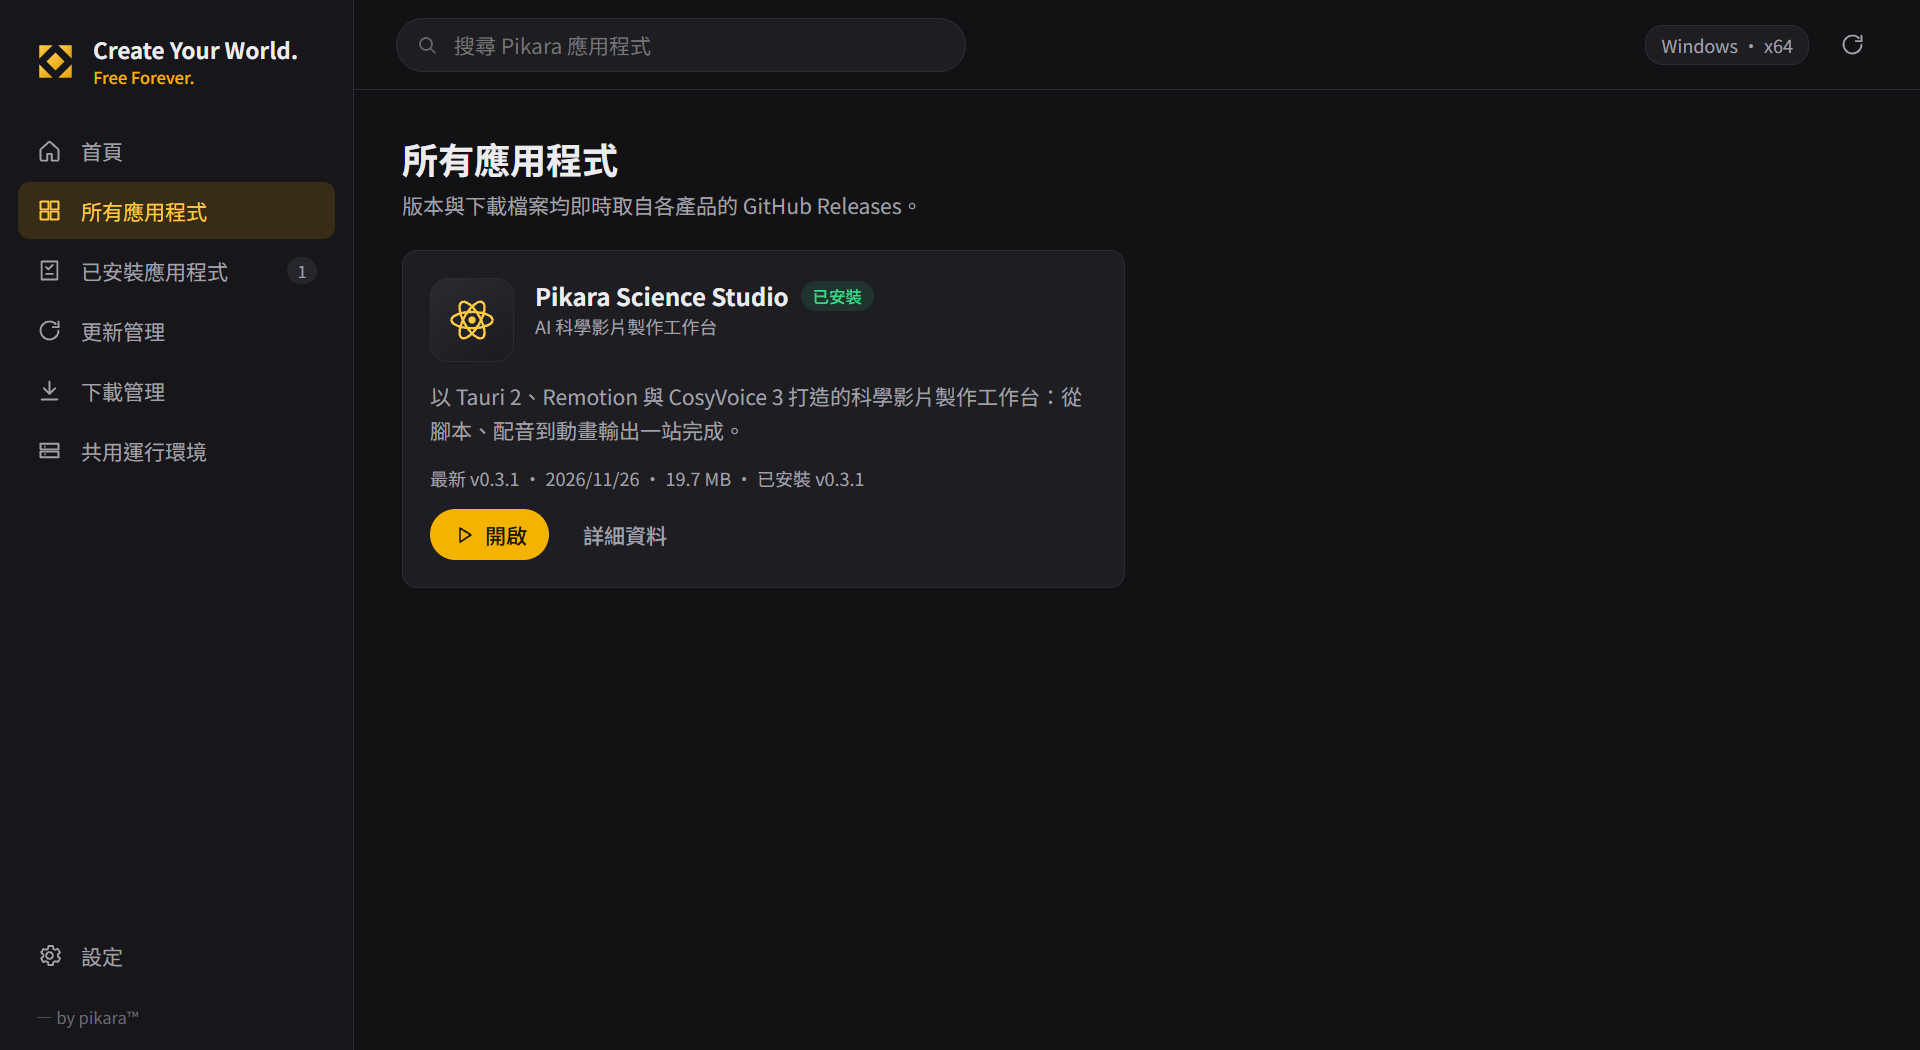 Create Your World.
Free Forever.
首頁
所有應用程式
已安裝應用程式
1
更新管理
下載管理
共用運行環境
設定
— by pikara™
搜尋 Pikara 應用程式
Windows • x64
所有應用程式
版本與下載檔案均即時取自各產品的 GitHub Releases。
Pikara Science Studio
已安裝
AI 科學影片製作工作台
以 Tauri 2、Remotion 與 CosyVoice 3 打造的科學影片製作工作台：從
腳本、配音到動畫輸出一站完成。
最新 v0.3.1 • 2026/11/26 • 19.7 MB • 已安裝 v0.3.1
開啟
詳細資料